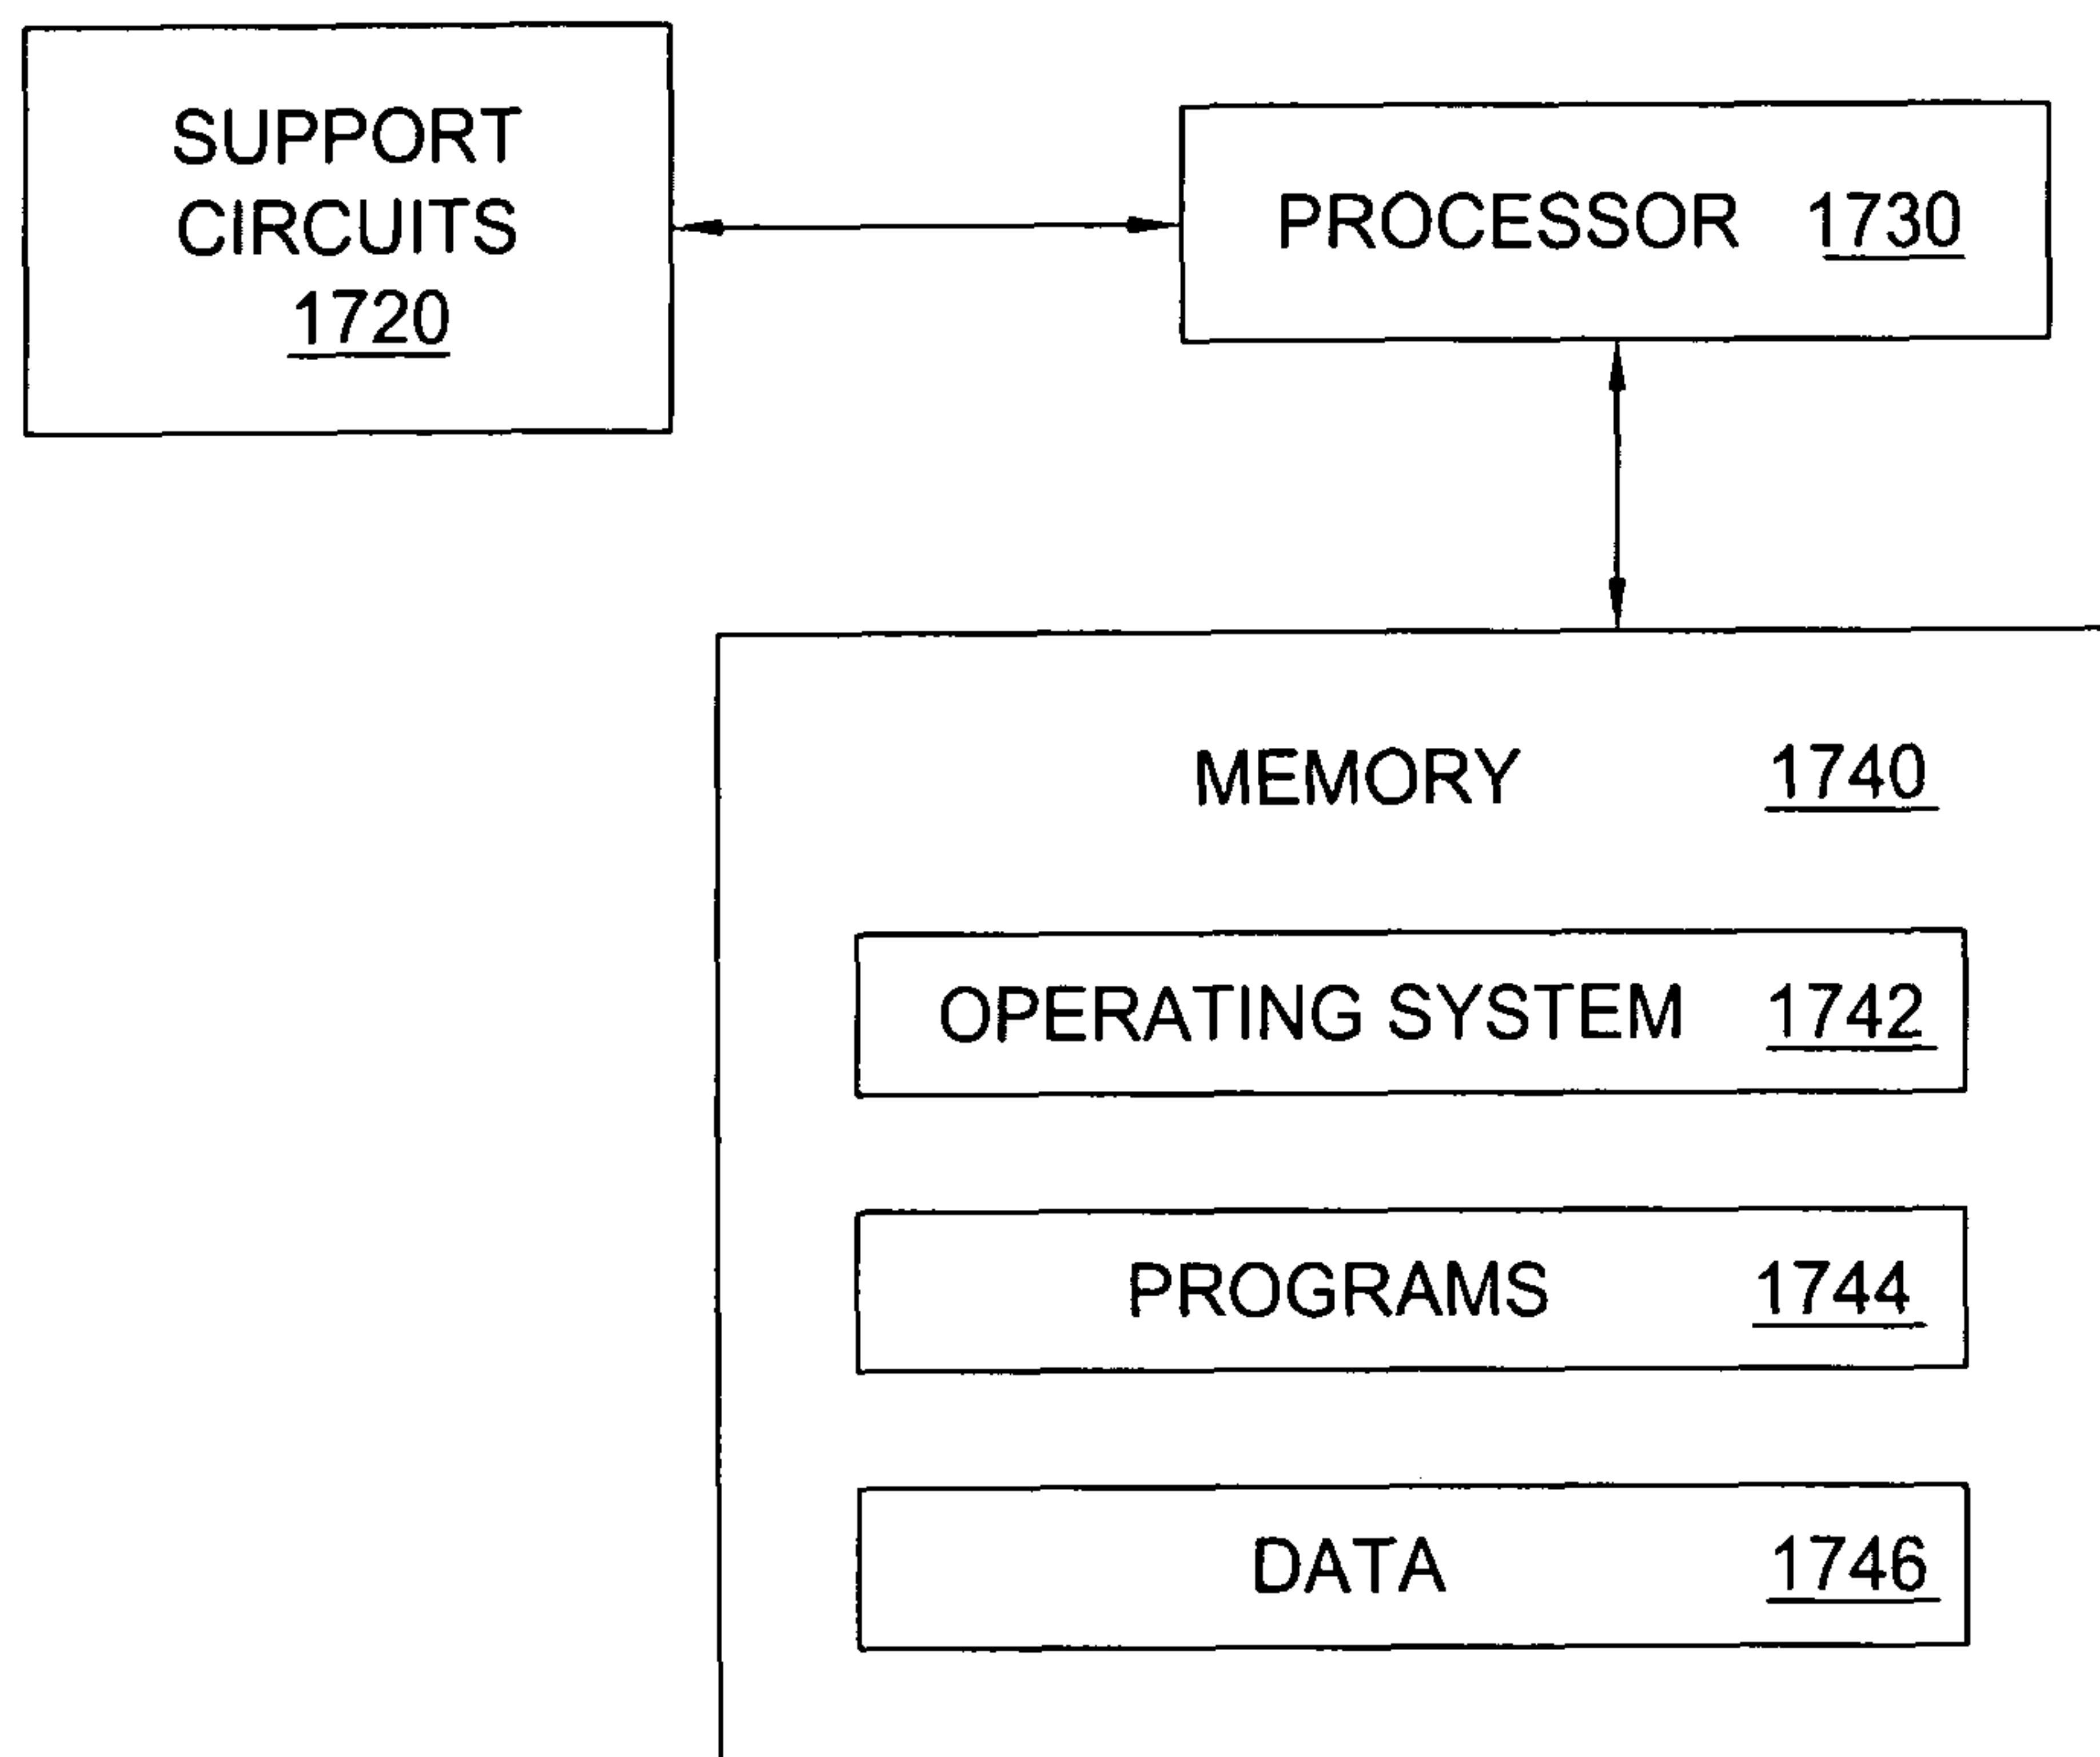 SUPPORT
CIRCUITS
1720
PROCESSOR 1730
MEMORY 1740
OPERATING SYSTEM 1742
PROGRAMS 1744
DATA 1746